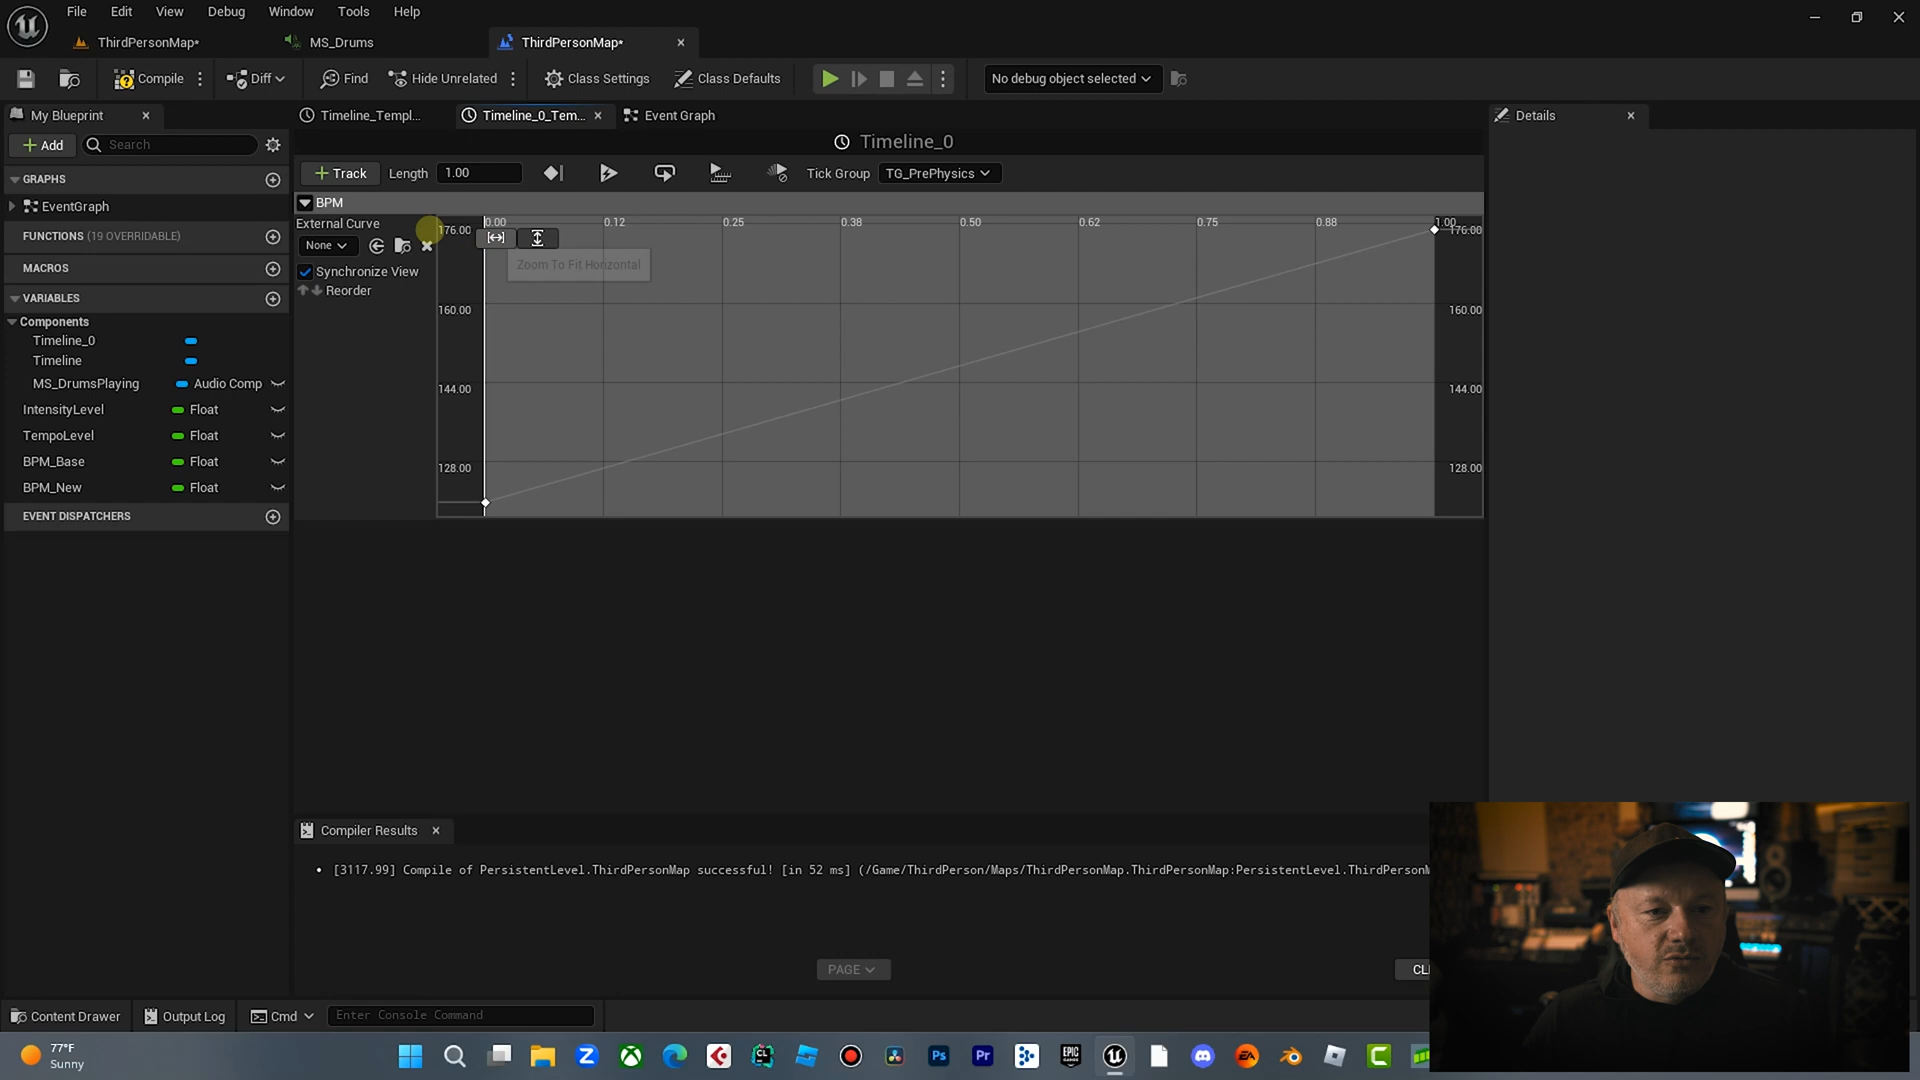 File Edit View Debug Window Tools Help
ThirdPersonMap* MS_Drums ThirdPersonMap*
Compile Diff Find Hide Unrelated Class Settings Class Defaults No debug object selected
My Blueprint Timeline_Templ... Timeline_0_Tem... Event Graph Details
Add Search Timeline_0
Track Length 1.00 Tick Group TG_PrePhysics
GRAPHS
BPM
EventGraph
External Curve
176.00 0.00 0.12 0.25 0.38 0.50 0.62 0.75 0.88 1.00 176.00
FUNCTIONS (19 OVERRIDABLE)
None
Zoom To Fit Horizontal
MACROS
Synchronize View
Reorder
VARIABLES
160.00 160.00
Components
Timeline_0
Timeline
MS_DrumsPlaying Audio Comp
144.00 144.00
IntensityLevel Float
TempoLevel Float
BPM_Base Float
128.00 128.00
BPM_New Float
EVENT DISPATCHERS
Compiler Results
• [3117.99] Compile of PersistentLevel.ThirdPersonMap successful! [in 52 ms] (/Game/ThirdPerson/Maps/ThirdPersonMap.ThirdPersonMap:PersistentLevel.ThirdPersonM
PAGE
CL
Content Drawer Output Log Cmd Enter Console Command
77°F
Sunny
CL Ps Pr EPIC GAMES EA